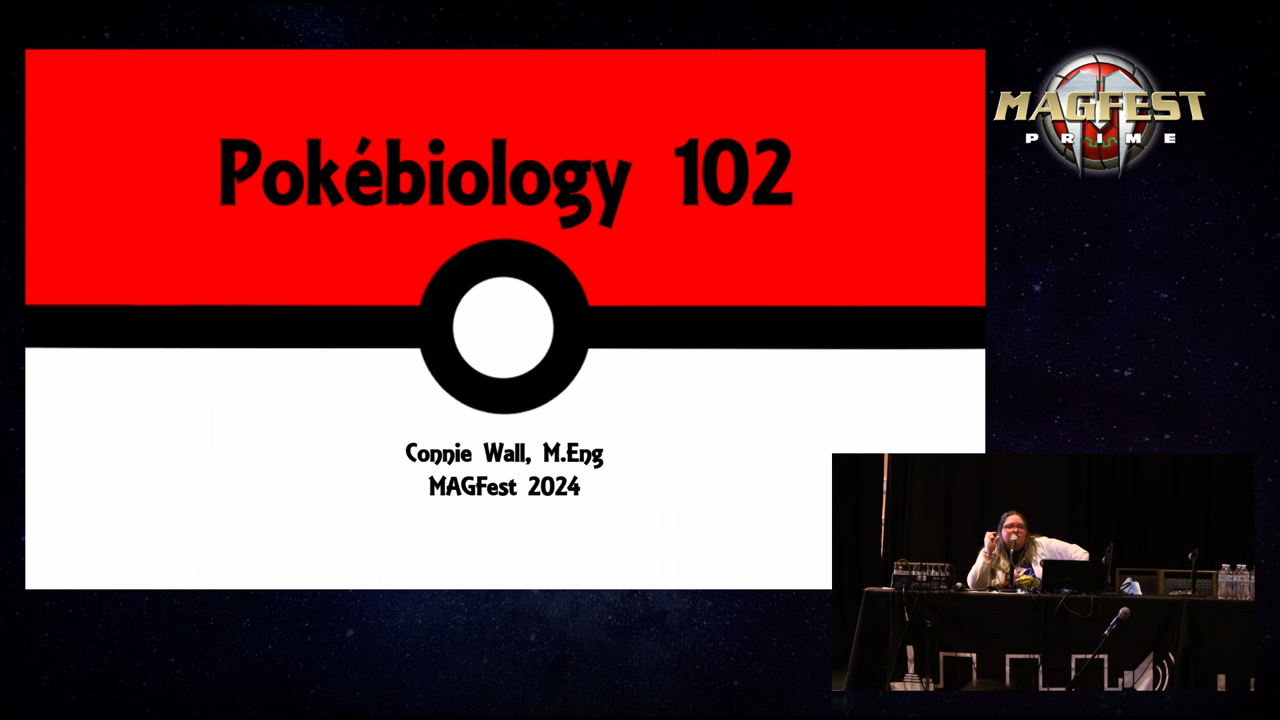 Pokébiology 102
Connie Wall, M.Eng
MAGFest 2024
MAGFEST
PRIME